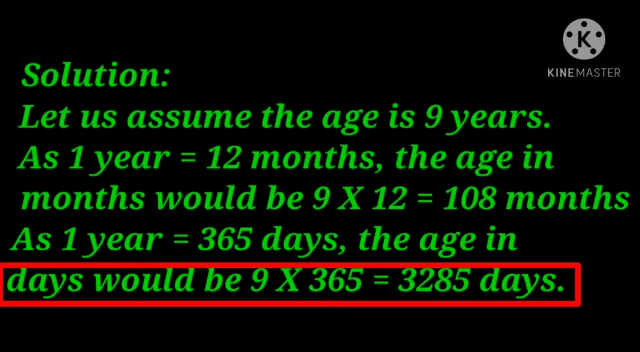 K
KINEMASTER
Solution:
Let us assume the age is 9 years.
As 1 year = 12 months, the age in
months would be 9 X 12 = 108 months
As 1 year = 365 days, the age in
days would be 9 X 365 = 3285 days.